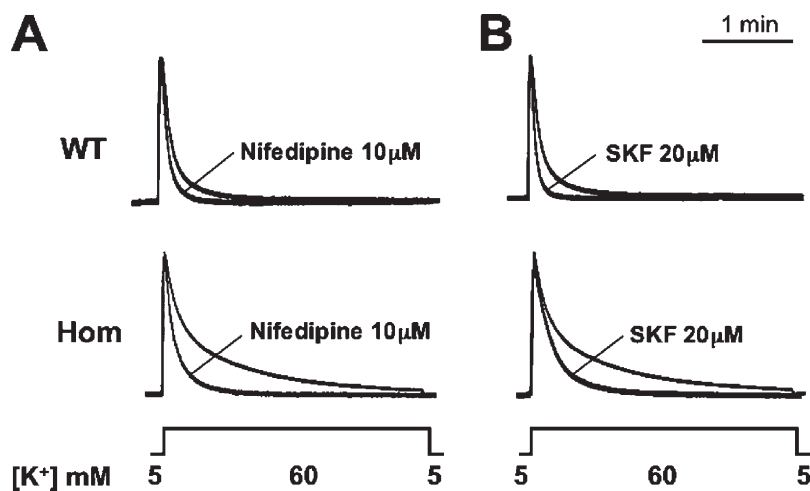 A
B
1 min
WT
Nifedipine 10μM
SKF 20μM
Hom
Nifedipine 10μM
SKF 20μM
[K⁺] mM 5 60 5 5 60 5